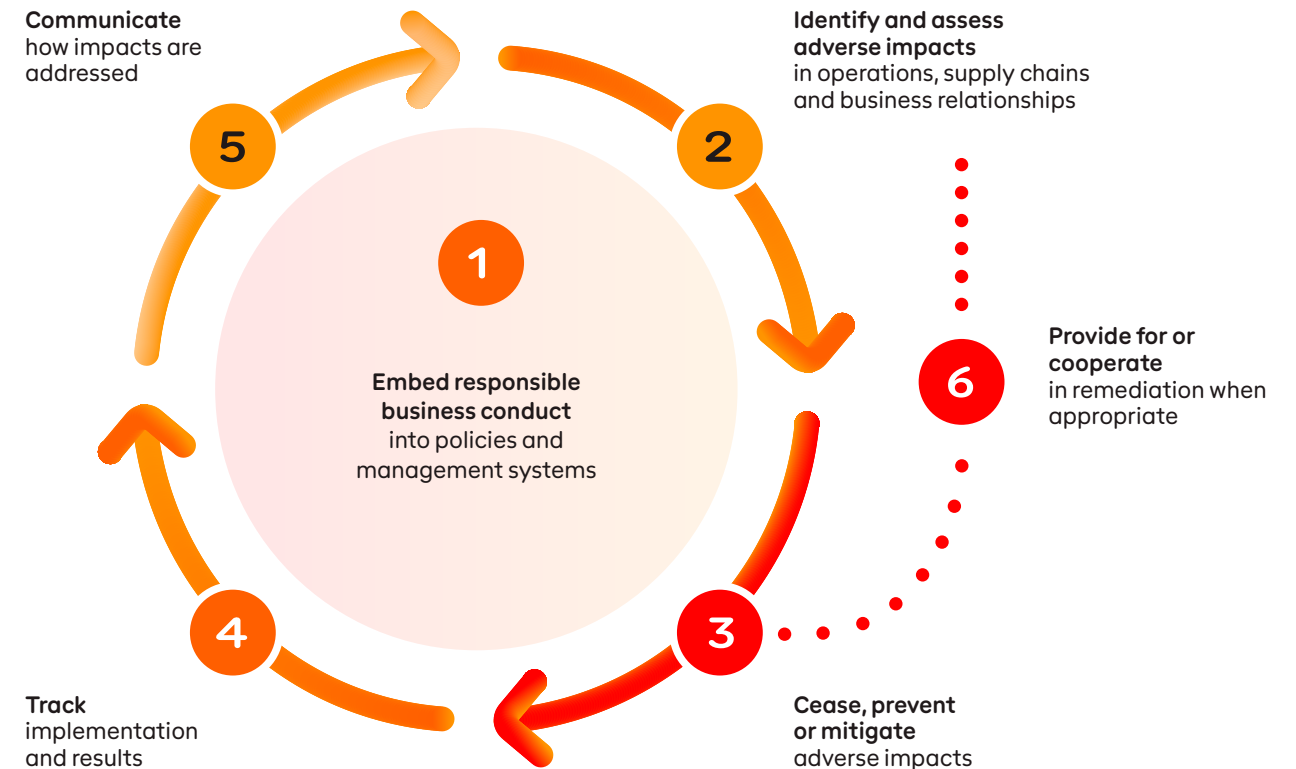 Communicate
how impacts are
addressed
5
Identify and assess
adverse impacts
in operations, supply chains
and business relationships
2
1
Embed responsible
business conduct
into policies and
management systems
6
Provide for or
cooperate
in remediation when
appropriate
4
Track
implementation
and results
3
Cease, prevent
or mitigate
adverse impacts